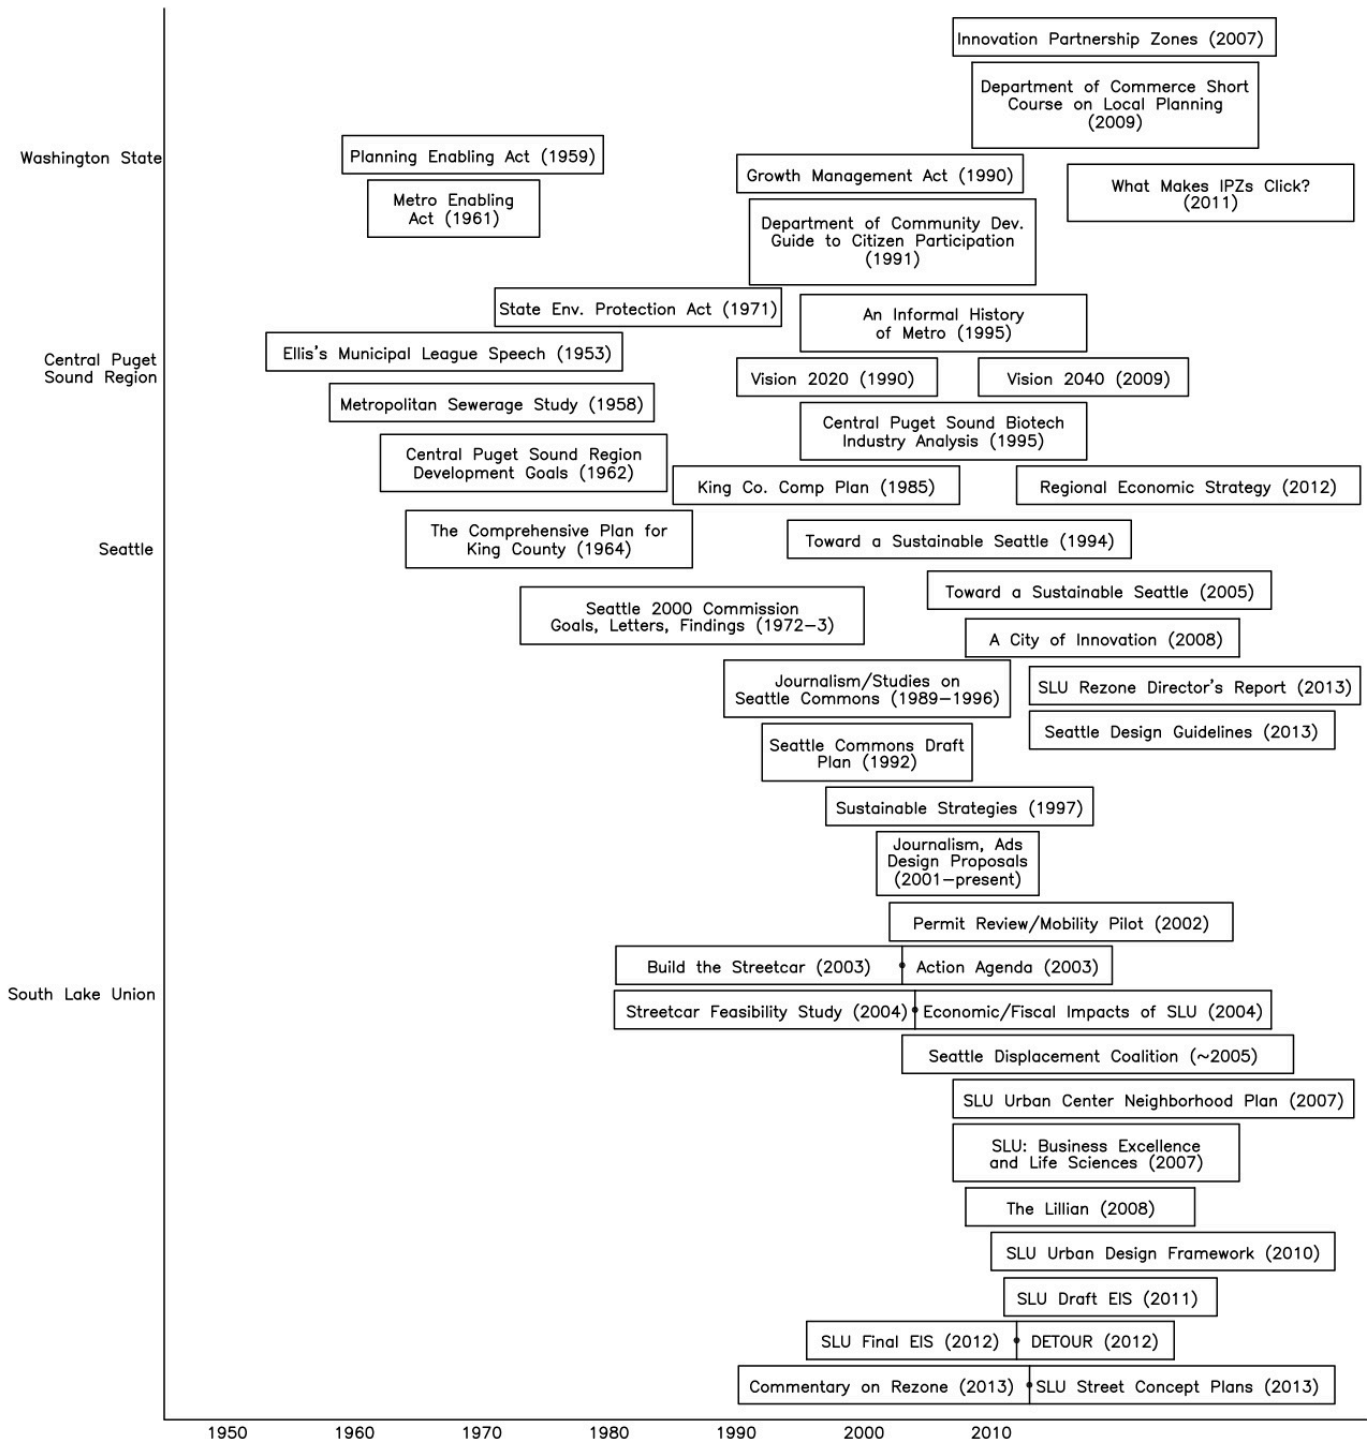 Innovation Partnership Zones (2007)
Department of Commerce Short
Course on Local Planning
(2009)
Washington State
Planning Enabling Act (1959)
Growth Management Act (1990)
What Makes IPZs Click?
(2011)
Metro Enabling
Act (1961)
Department of Community Dev.
Guide to Citizen Participation
(1991)
State Env. Protection Act (1971)
An Informal History
of Metro (1995)
Central Puget
Sound Region
Ellis's Municipal League Speech (1953)
Vision 2020 (1990)
Vision 2040 (2009)
Metropolitan Sewerage Study (1958)
Central Puget Sound Biotech
Industry Analysis (1995)
Central Puget Sound Region
Development Goals (1962)
King Co. Comp Plan (1985)
Regional Economic Strategy (2012)
Seattle
The Comprehensive Plan for
King County (1964)
Toward a Sustainable Seattle (1994)
Toward a Sustainable Seattle (2005)
Seattle 2000 Commission
Goals, Letters, Findings (1972–3)
A City of Innovation (2008)
Journalism/Studies on
Seattle Commons (1989–1996)
SLU Rezone Director's Report (2013)
Seattle Design Guidelines (2013)
Seattle Commons Draft
Plan (1992)
Sustainable Strategies (1997)
Journalism, Ads
Design Proposals
(2001–present)
Permit Review/Mobility Pilot (2002)
South Lake Union
Build the Streetcar (2003)
Action Agenda (2003)
Streetcar Feasibility Study (2004)
Economic/Fiscal Impacts of SLU (2004)
Seattle Displacement Coalition (~2005)
SLU Urban Center Neighborhood Plan (2007)
SLU: Business Excellence
and Life Sciences (2007)
The Lillian (2008)
SLU Urban Design Framework (2010)
SLU Draft EIS (2011)
SLU Final EIS (2012)
DETOUR (2012)
Commentary on Rezone (2013)
SLU Street Concept Plans (2013)
1950 1960 1970 1980 1990 2000 2010